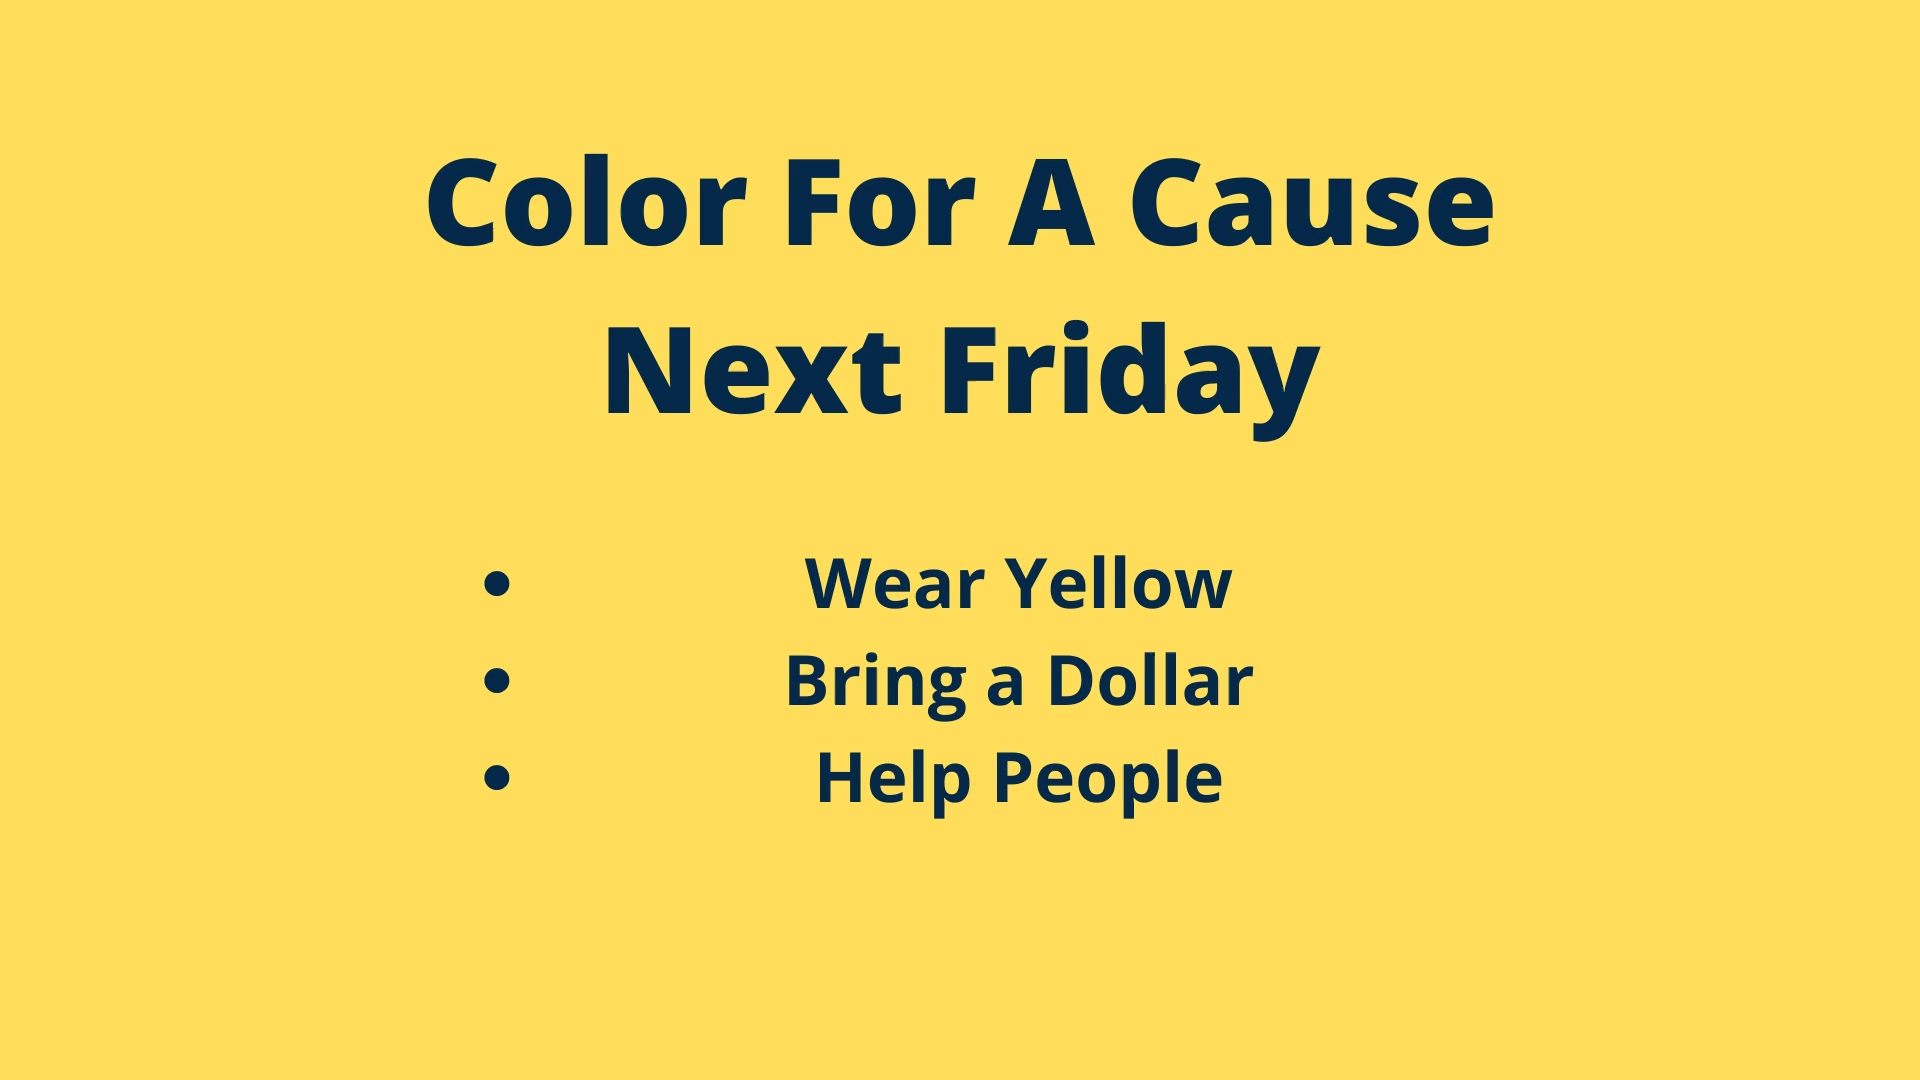 Color For A Cause
Next Friday
• Wear Yellow
• Bring a Dollar
• Help People